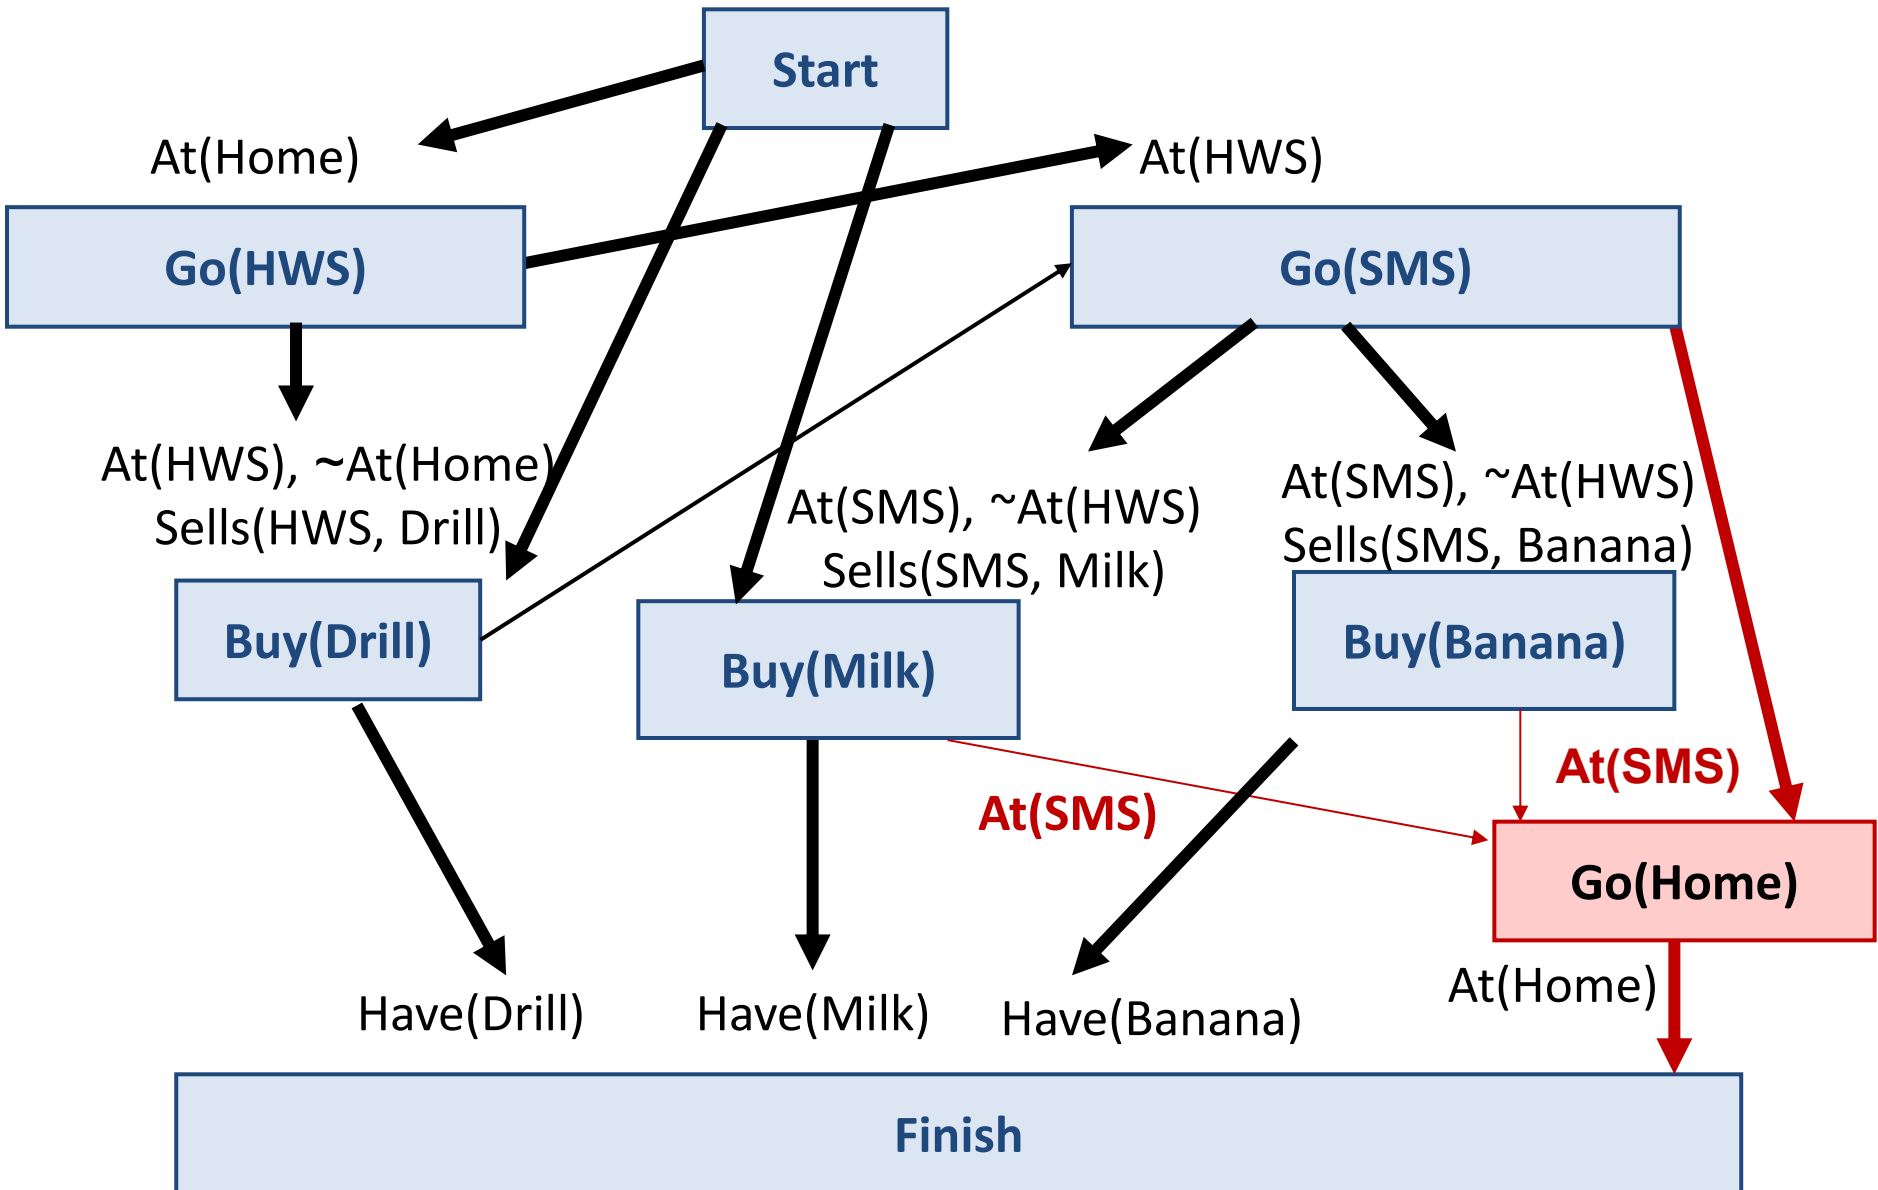 Start
At(Home)
At(HWS)
Go(HWS)
Go(SMS)
At(HWS), ~At(Home)
Sells(HWS, Drill)
At(SMS), ~At(HWS)
Sells(SMS, Milk)
At(SMS), ~At(HWS)
Sells(SMS, Banana)
Buy(Drill)
Buy(Milk)
Buy(Banana)
At(SMS)
At(SMS)
Go(Home)
Have(Drill)
Have(Milk)
Have(Banana)
At(Home)
Finish